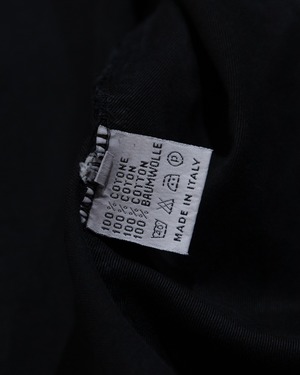 100% COTONE
100% COTON
100% COTTON
100% BAUMWOLLE
P
MADE IN ITALY